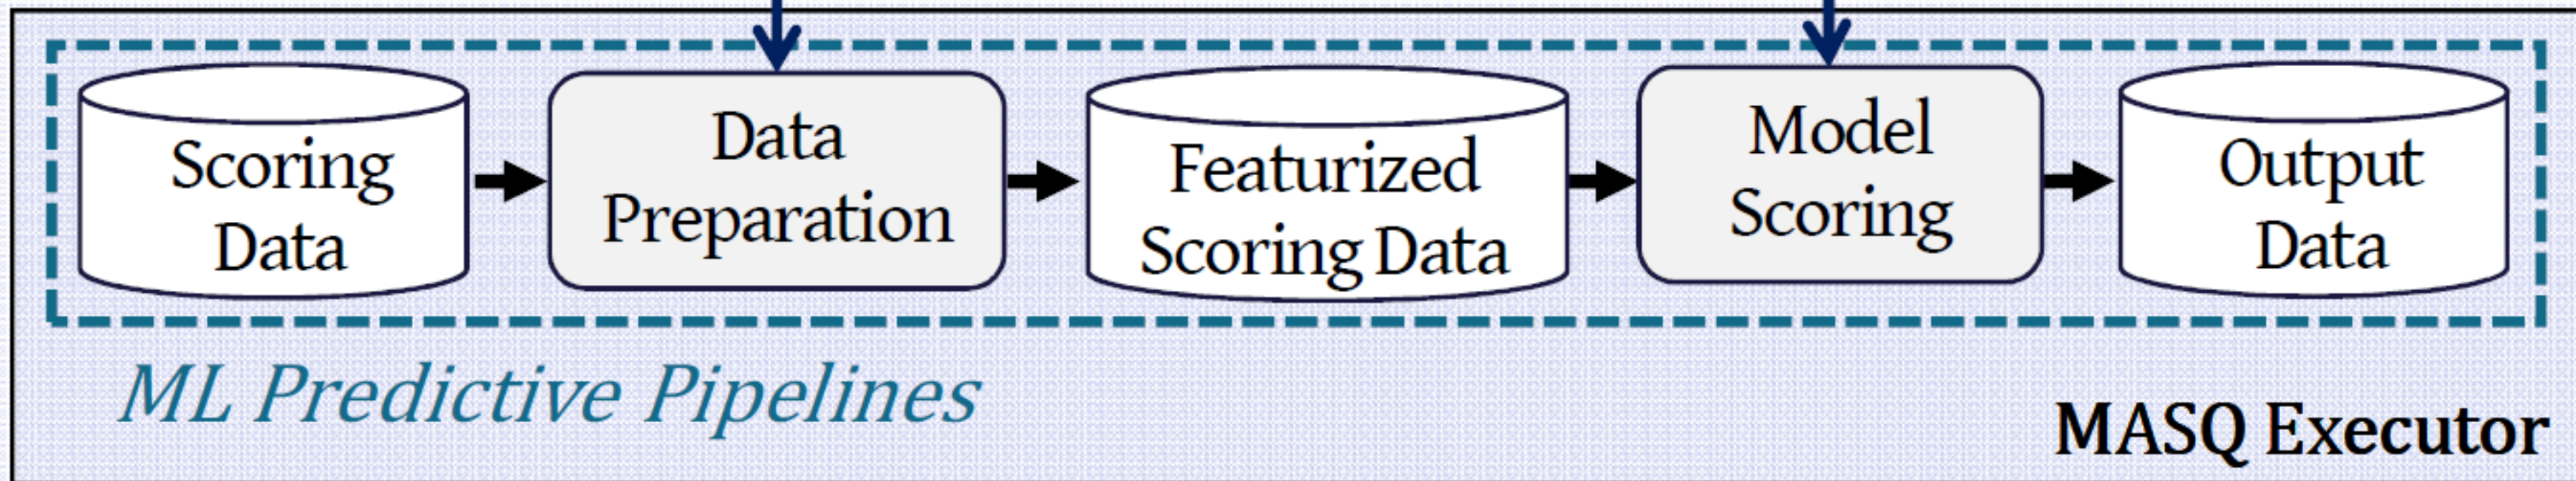 Scoring
Data
Data
Preparation
Featurized
Scoring Data
Model
Scoring
Output
Data
ML Predictive Pipelines
MASQ Executor